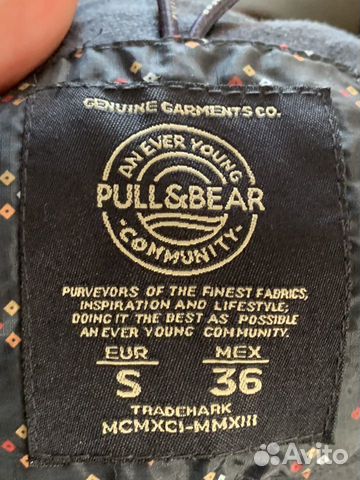 GENUINE GARMENTS CO.
AN EVER YOUNG
PULL&BEAR
-COMMUNITY-
PURVEYORS OF THE FINEST FABRICS,
INSPIRATION AND LIFESTYLE;
DOING IT THE BEST AS POSSIBLE
AN EVER YOUNG COMMUNITY.
EUR MEX
S 36
TRADEMARK
MCMXCI-MMXIII
Avito